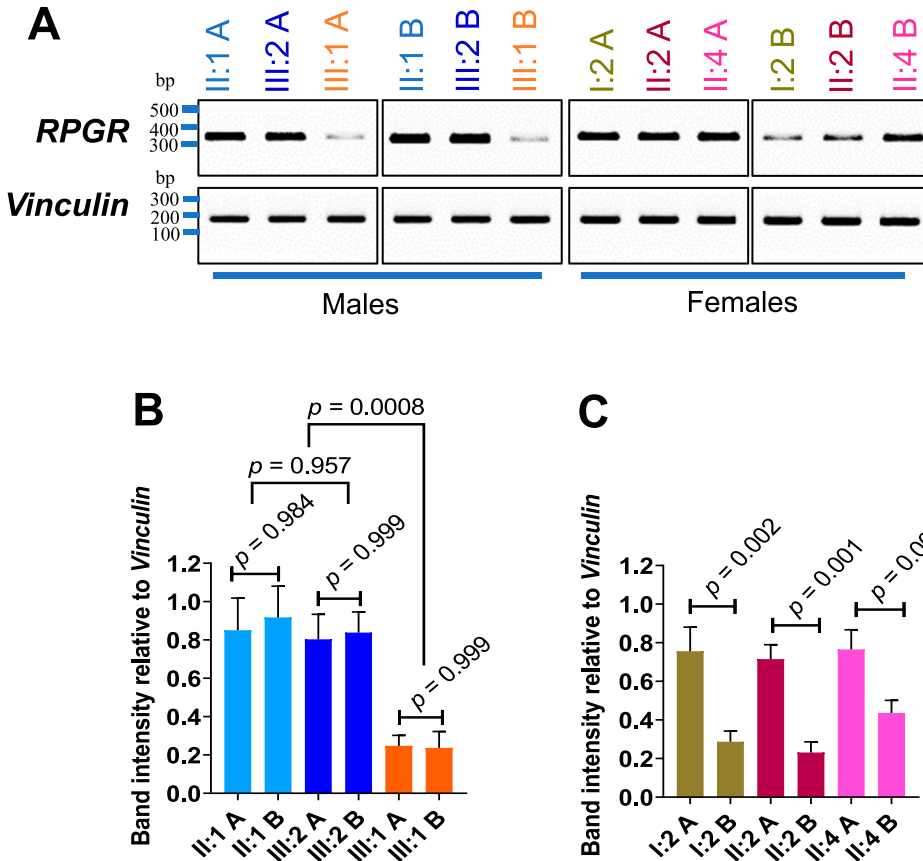 A
II:1 A
III:2 A
III:1 A
II:1 B
III:2 B
III:1 B
I:2 A
II:2 A
II:4 A
I:2 B
II:2 B
II:4 B
bp
500
400
300
RPGR
bp
300
200
100
Vinculin
Males
Females
B
p = 0.0008
p = 0.957
p = 0.984
p = 0.999
p = 0.999
Band intensity relative to Vinculin
1.2
1.0
0.8
0.6
0.4
0.2
0.0
II:1 A
II:1 B
III:2 A
III:2 B
III:1 A
III:1 B
C
p = 0.002
p = 0.001
Band intensity relative to Vinculin
1.2
1.0
0.8
0.6
0.4
0.2
0.0
I:2 A
I:2 B
II:2 A
II:2 B
II:4 A
II:4 B